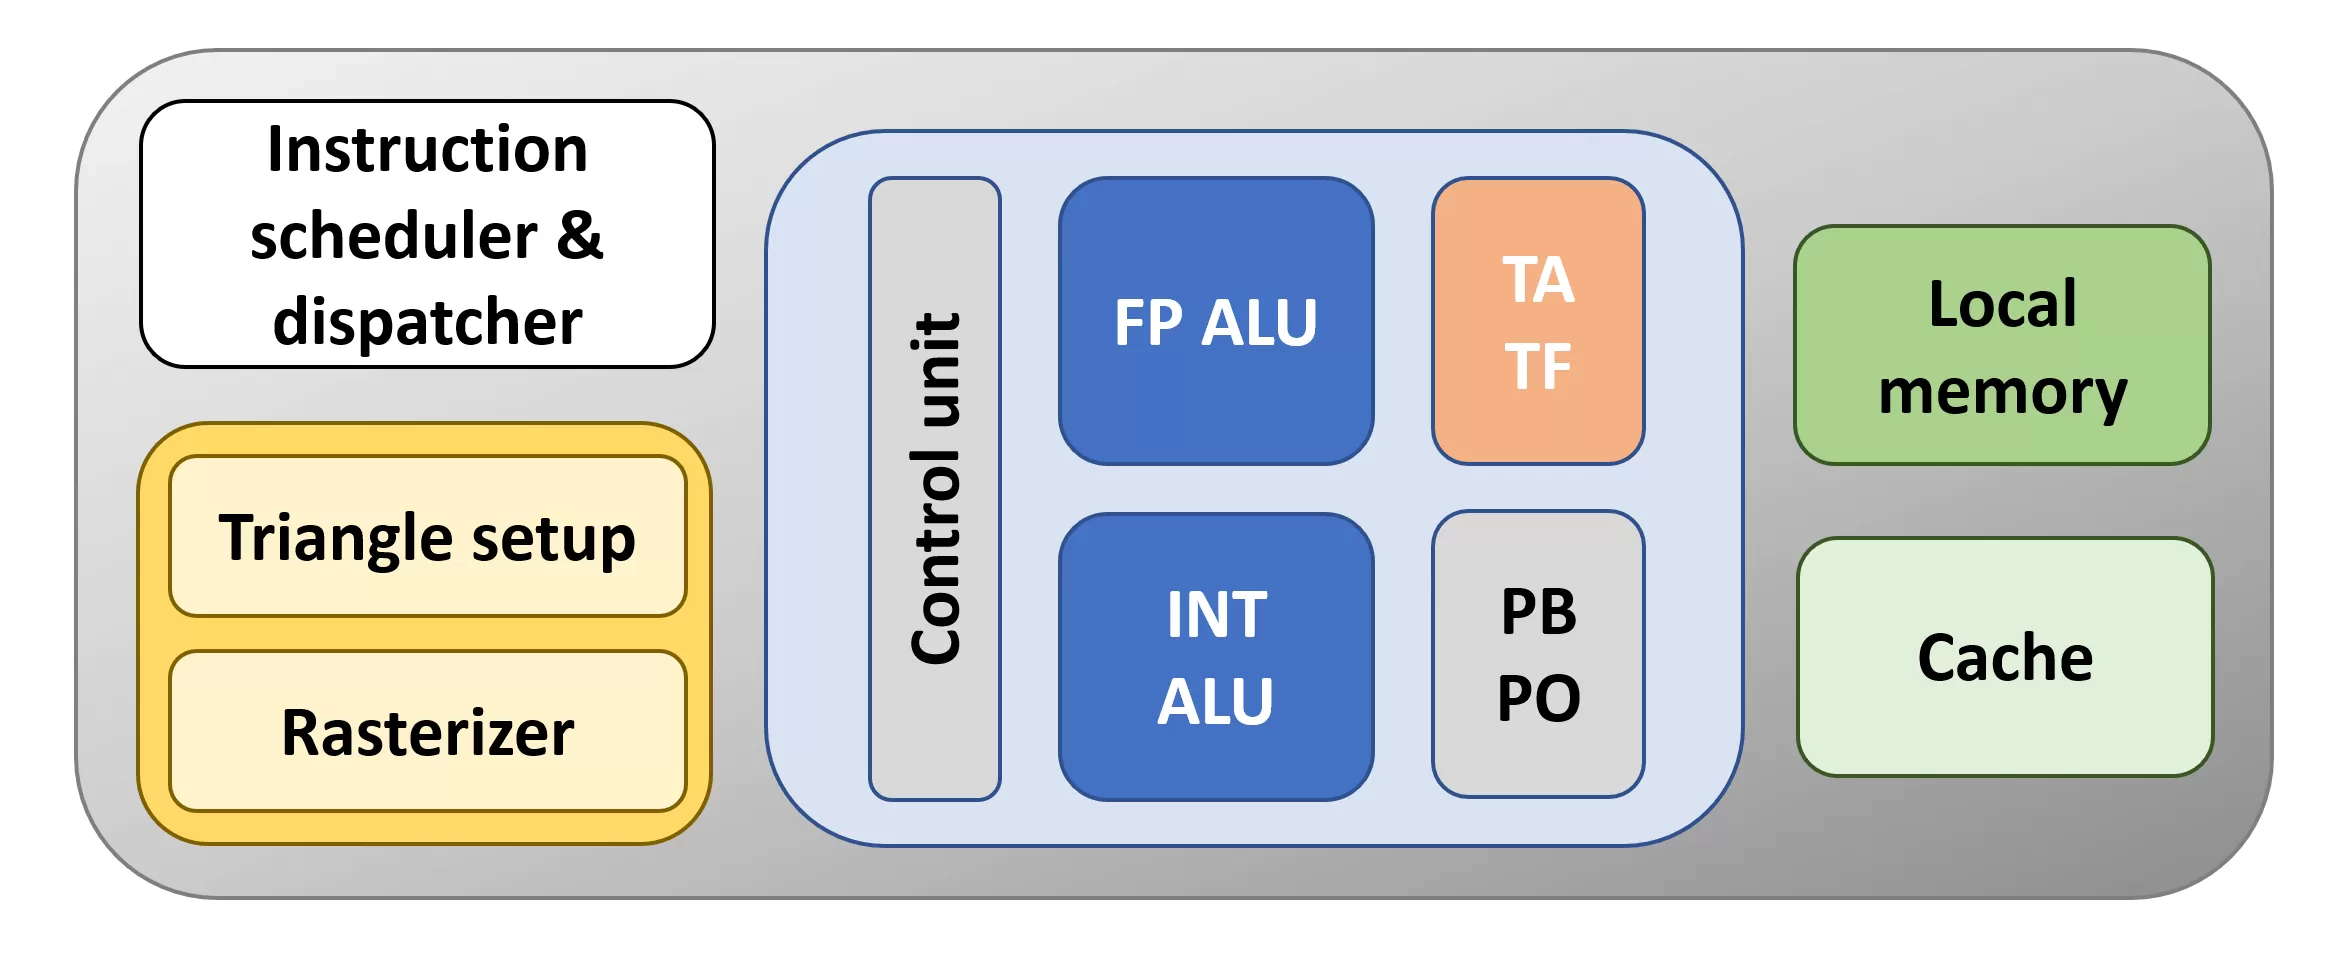 Instruction
scheduler &
dispatcher
Triangle setup
Rasterizer
Control unit
FP ALU
INT
ALU
TA
TF
PB
PO
Local
memory
Cache